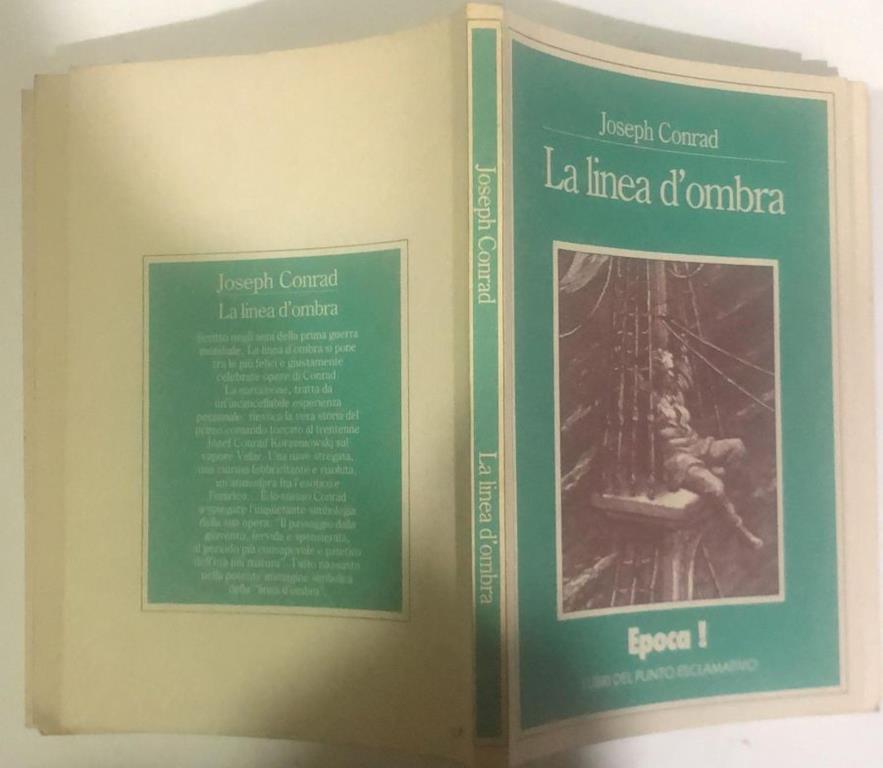 Joseph Conrad
La linea d'ombra
Scritto negli anni della prima guerra
mondiale, La linea d'ombra si pone
tra le più felici e giustamente
celebrate opere di Conrad.
La narrazione, tratta da
un'incancellabile esperienza
personale, rievoca la vera storia del
primo comando toccato al trentenne
Józef Conrad Korzeniowski sul
vapore Vidar. Una nave stregata,
una ciurma febbricitante e risoluta,
un'atmosfera fra l'esotico e
l'onirico... È lo stesso Conrad
a spiegare l'inquietante simbologia
della sua opera: "Il passaggio dalla
gioventù, fervida e spensierata,
al periodo più consapevole e patetico
dell'età più matura". Tutto riassunto
nella potente immagine simbolica
della "linea d'ombra".
Joseph Conrad
La linea d'ombra
Joseph Conrad
La linea d'ombra
Epoca !
I LIBRI DEL PUNTO ESCLAMATIVO